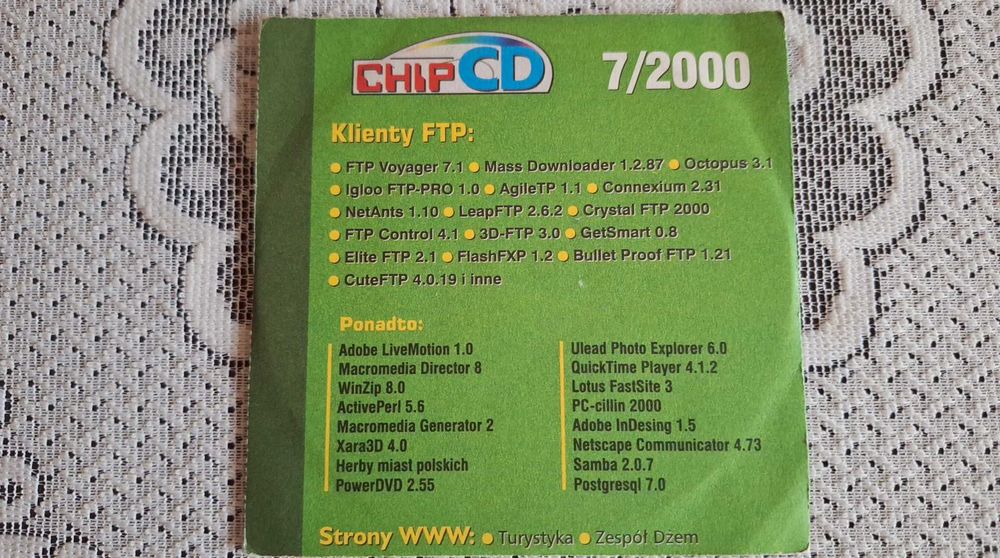 CHIP CD 7/2000
Klienty FTP:
● FTP Voyager 7.1 ● Mass Downloader 1.2.87 ● Octopus 3.1
● Igloo FTP-PRO 1.0 ● AgileTP 1.1 ● Connexium 2.31
● NetAnts 1.10 ● LeapFTP 2.6.2 ● Crystal FTP 2000
● FTP Control 4.1 ● 3D-FTP 3.0 ● GetSmart 0.8
● Elite FTP 2.1 ● FlashFXP 1.2 ● Bullet Proof FTP 1.21
● CuteFTP 4.0.19 i inne
Ponadto:
Adobe LiveMotion 1.0
Macromedia Director 8
WinZip 8.0
ActivePerl 5.6
Macromedia Generator 2
Xara3D 4.0
Herby miast polskich
PowerDVD 2.55
Ulead Photo Explorer 6.0
QuickTime Player 4.1.2
Lotus FastSite 3
PC-cillin 2000
Adobe InDesing 1.5
Netscape Communicator 4.73
Samba 2.0.7
Postgresql 7.0
Strony WWW: ● Turystyka ● Zespół Dżem